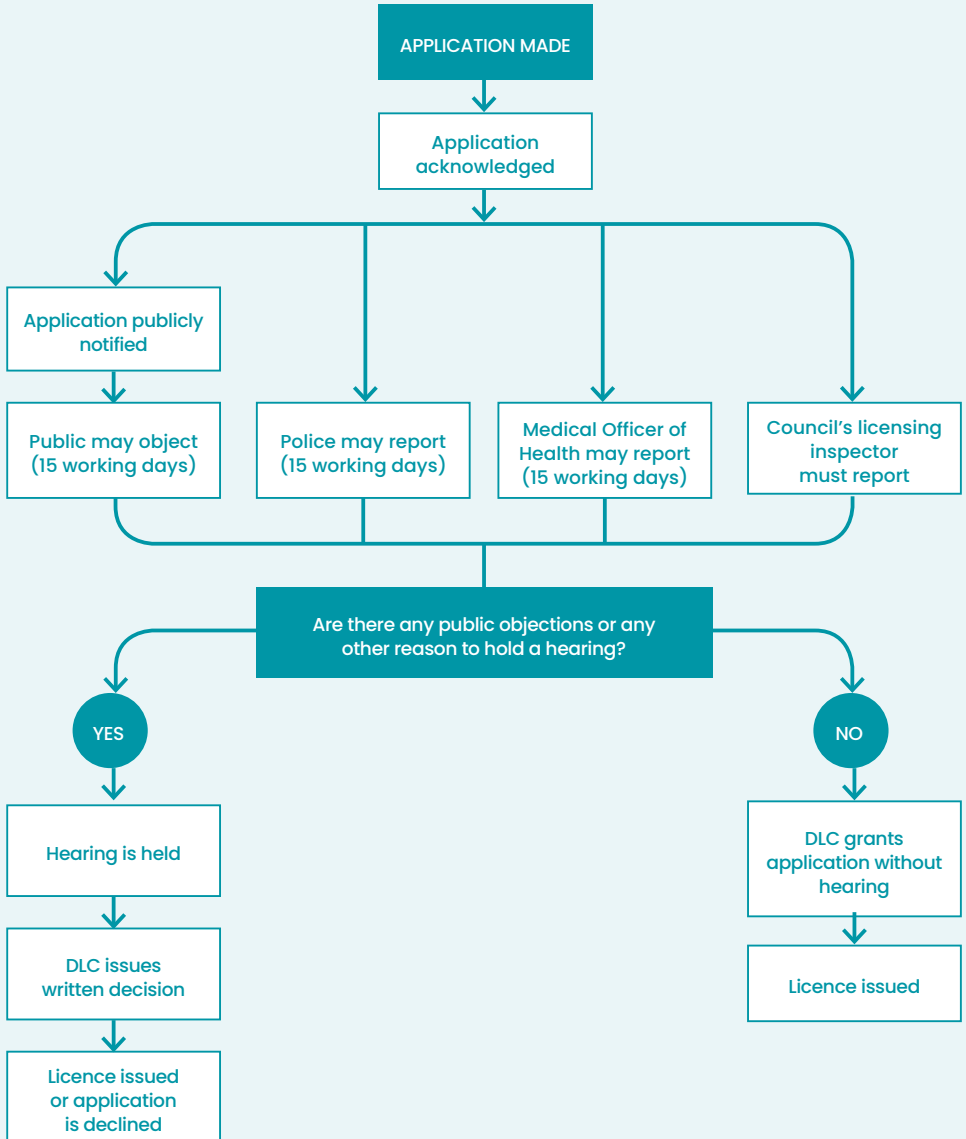 APPLICATION MADE
Application
acknowledged
Application publicly
notified
Public may object
(15 working days)
Police may report
(15 working days)
Medical Officer of
Health may report
(15 working days)
Council's licensing
inspector
must report
Are there any public objections or any
other reason to hold a hearing?
YES
NO
Hearing is held
DLC issues
written decision
Licence issued
or application
is declined
DLC grants
application without
hearing
Licence issued